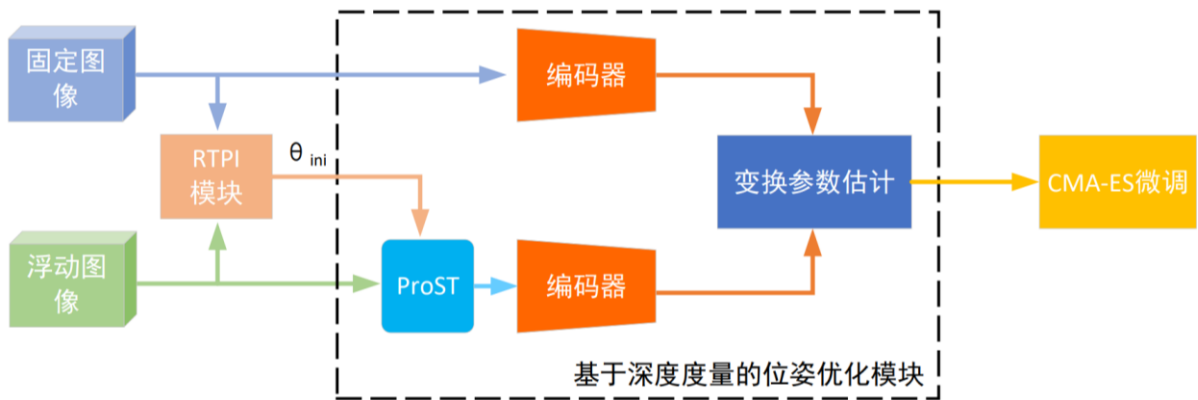 固定图
像
编码器
RTPI
模块
θ ini
变换参数估计
CMA-ES微调
浮动图
像
ProST
编码器
基于深度度量的位姿优化模块